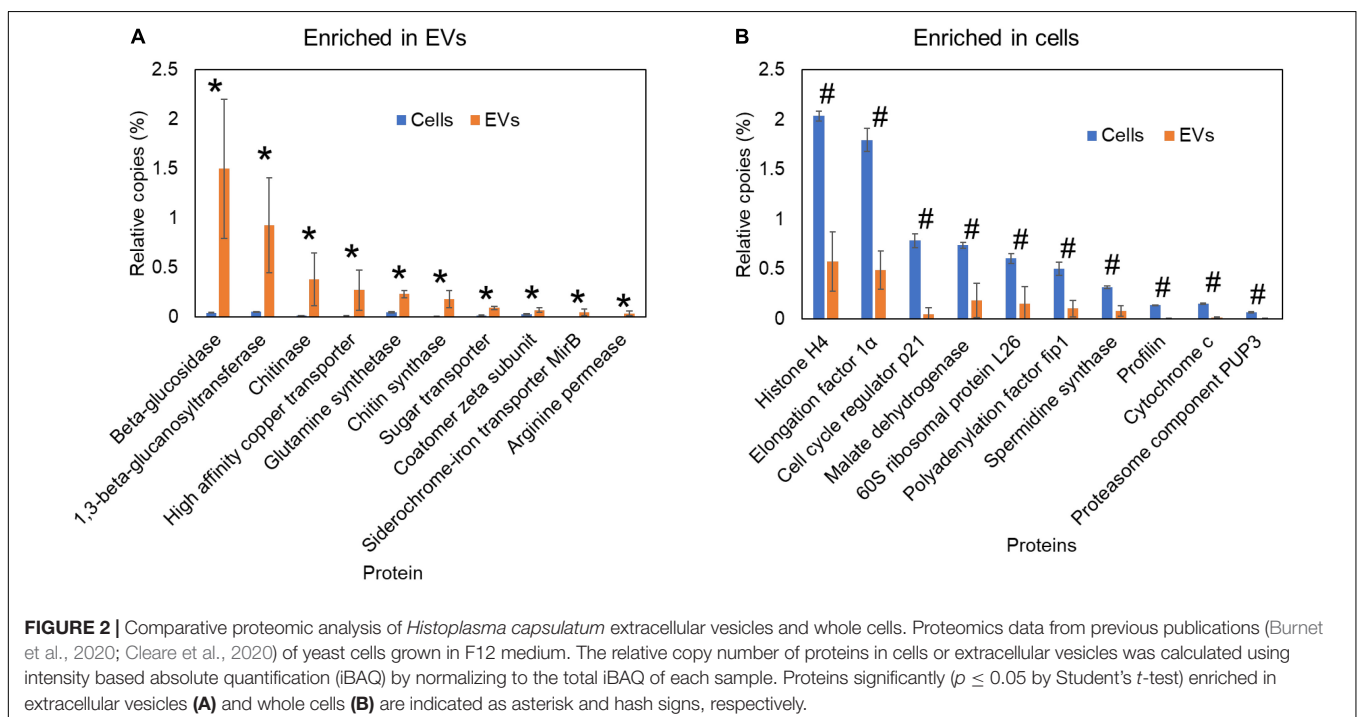 A
Enriched in EVs
2.5
2
1.5
1
0.5
0
Relative copies (%)
Cells
EVs
*
*
*
*
*
*
*
*
*
*
Beta-glucosidase
1,3-beta-glucanosyltransferase
Chitinase
High affinity copper transporter
Glutamine synthetase
Chitin synthase
Sugar transporter
Coatomer zeta subunit
Siderochrome-iron transporter MirB
Arginine permease
Protein
B
Enriched in cells
2.5
2
1.5
1
0.5
0
Relative cpoies (%)
Cells
EVs
#
#
#
#
#
#
#
#
#
#
Histone H4
Elongation factor 1α
Cell cycle regulator p21
Malate dehydrogenase
60S ribosomal protein L26
Polyadenylation factor fip1
Spermidine synthase
Profilin
Cytochrome c
Proteasome component PUP3
Proteins
FIGURE 2 | Comparative proteomic analysis of Histoplasma capsulatum extracellular vesicles and whole cells. Proteomics data from previous publications (Burnet
et al., 2020; Cleare et al., 2020) of yeast cells grown in F12 medium. The relative copy number of proteins in cells or extracellular vesicles was calculated using
intensity based absolute quantification (iBAQ) by normalizing to the total iBAQ of each sample. Proteins significantly (p ≤ 0.05 by Student's t-test) enriched in
extracellular vesicles (A) and whole cells (B) are indicated as asterisk and hash signs, respectively.